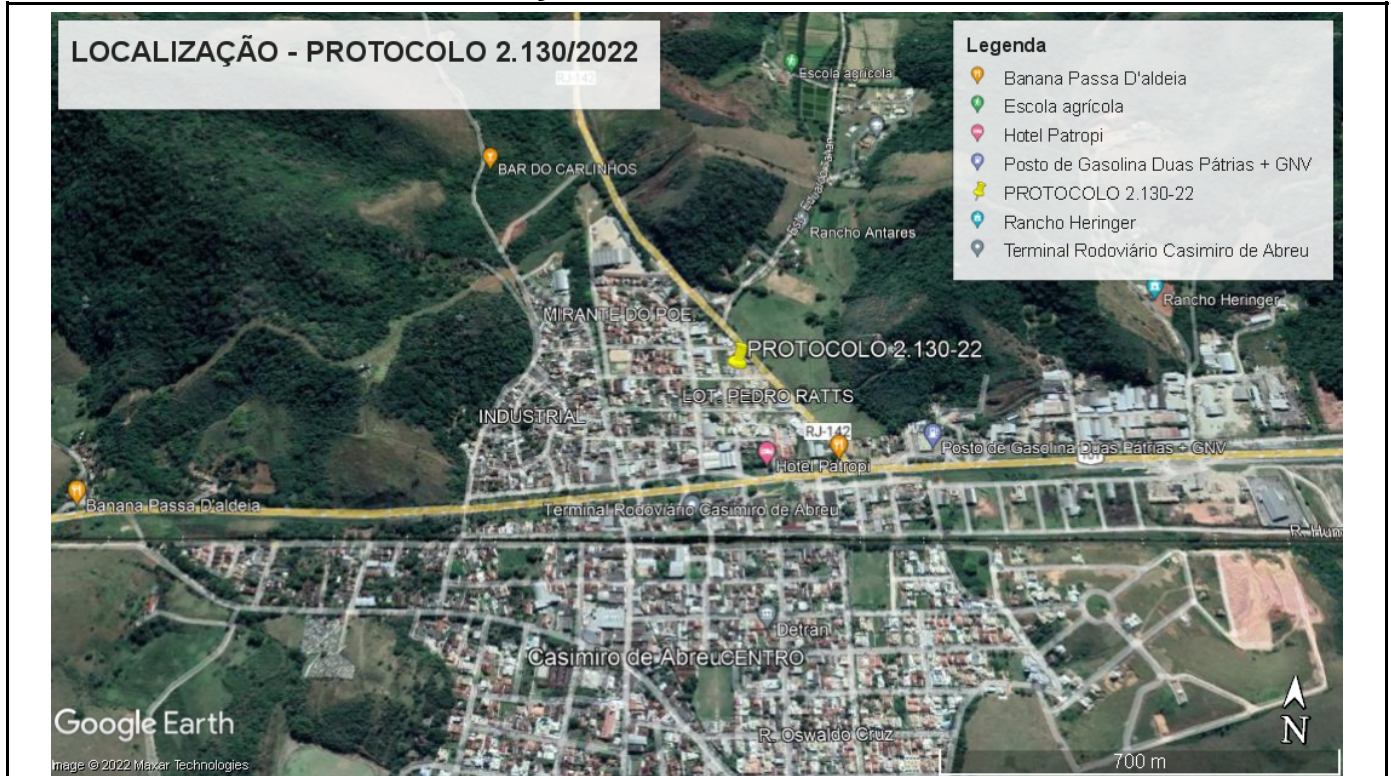 LOCALIZAÇÃO - PROTOCOLO 2.130/2022
RJ-142
Legenda
Banana Passa D'aldeia
Escola agrícola
Hotel Patropi
Posto de Gasolina Duas Pátrias + GNV
PROTOCOLO 2.130-22
Rancho Heringer
Terminal Rodoviário Casimiro de Abreu
Escola agrícola
BAR DO CARLINHOS
Rancho Antares
Rancho Heringer
MIRANTE DO POE.
PROTOCOLO 2.130-22
LOT. PEDRO RATTS
INDUSTRIAL
RJ-142
Posto de Gasolina Duas Pátrias + GNV
101
Hotel Patropi
Banana Passa D'aldeia
Terminal Rodoviário Casimiro de Abreu
R. Hum
Detran
Casimiro de Abreu
CENTRO
R. Oswaldo Cruz
N
Google Earth
700 m
Image © 2022 Maxar Technologies